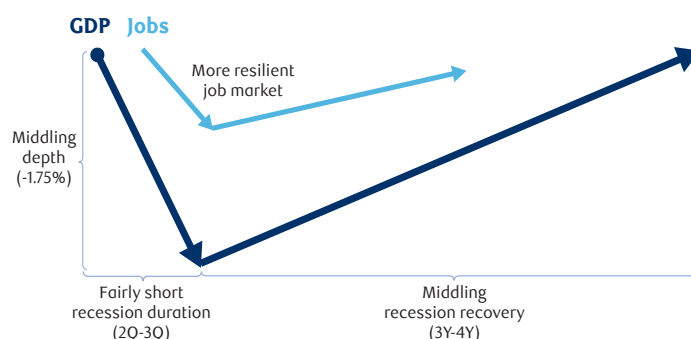 GDP Jobs
More resilient
job market
Middling
depth
(-1.75%)
Fairly short
recession duration
(2Q-3Q)
Middling
recession recovery
(3Y-4Y)